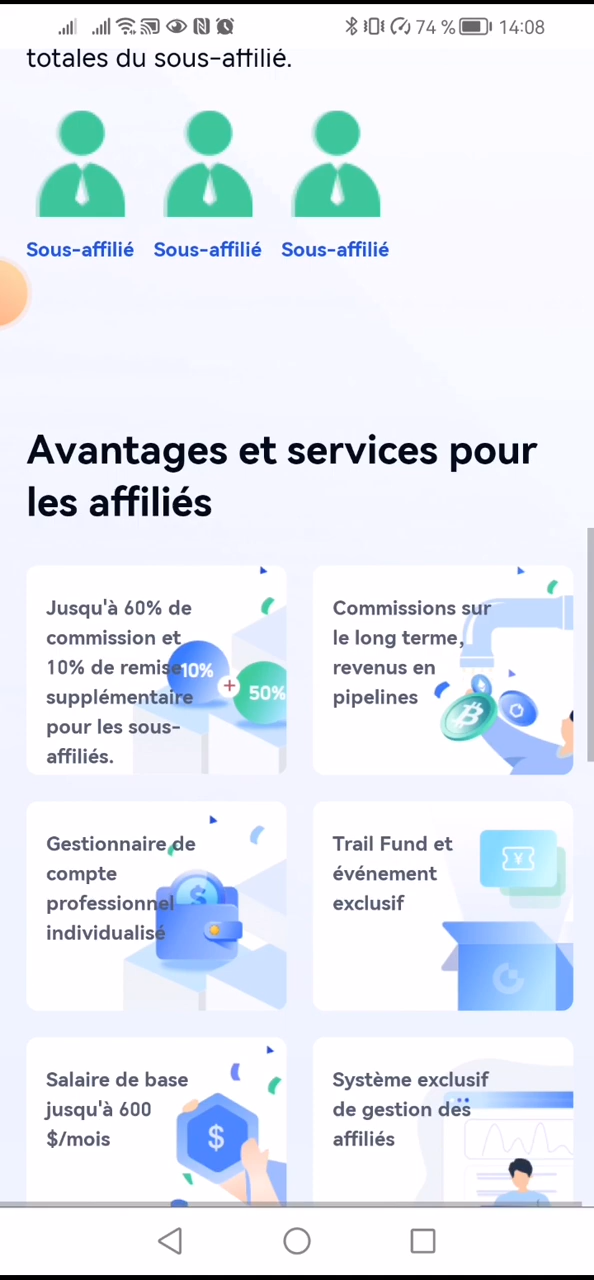 74 % 14:08
totales du sous-affilié.
Sous-affilié Sous-affilié Sous-affilié
Avantages et services pour
les affiliés
Jusqu'à 60% de
commission et
10% de remise
supplémentaire
pour les sous-
affiliés.
10%
+
50%
Commissions sur
le long terme,
revenus en
pipelines
Gestionnaire de
compte
professionnel
individualisé
Trail Fund et
événement
exclusif
Salaire de base
jusqu'à 600
$/mois
Système exclusif
de gestion des
affiliés